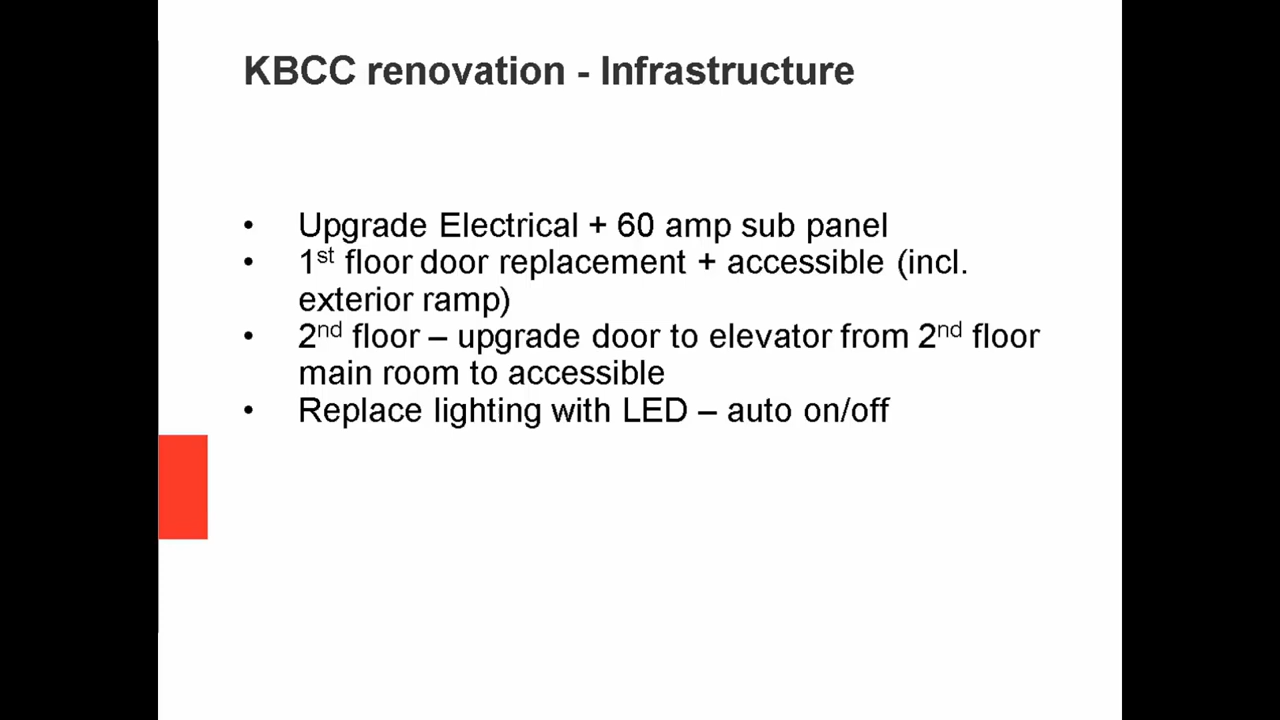 KBCC renovation - Infrastructure
• Upgrade Electrical + 60 amp sub panel
• 1st floor door replacement + accessible (incl.
exterior ramp)
• 2nd floor – upgrade door to elevator from 2nd floor
main room to accessible
• Replace lighting with LED – auto on/off